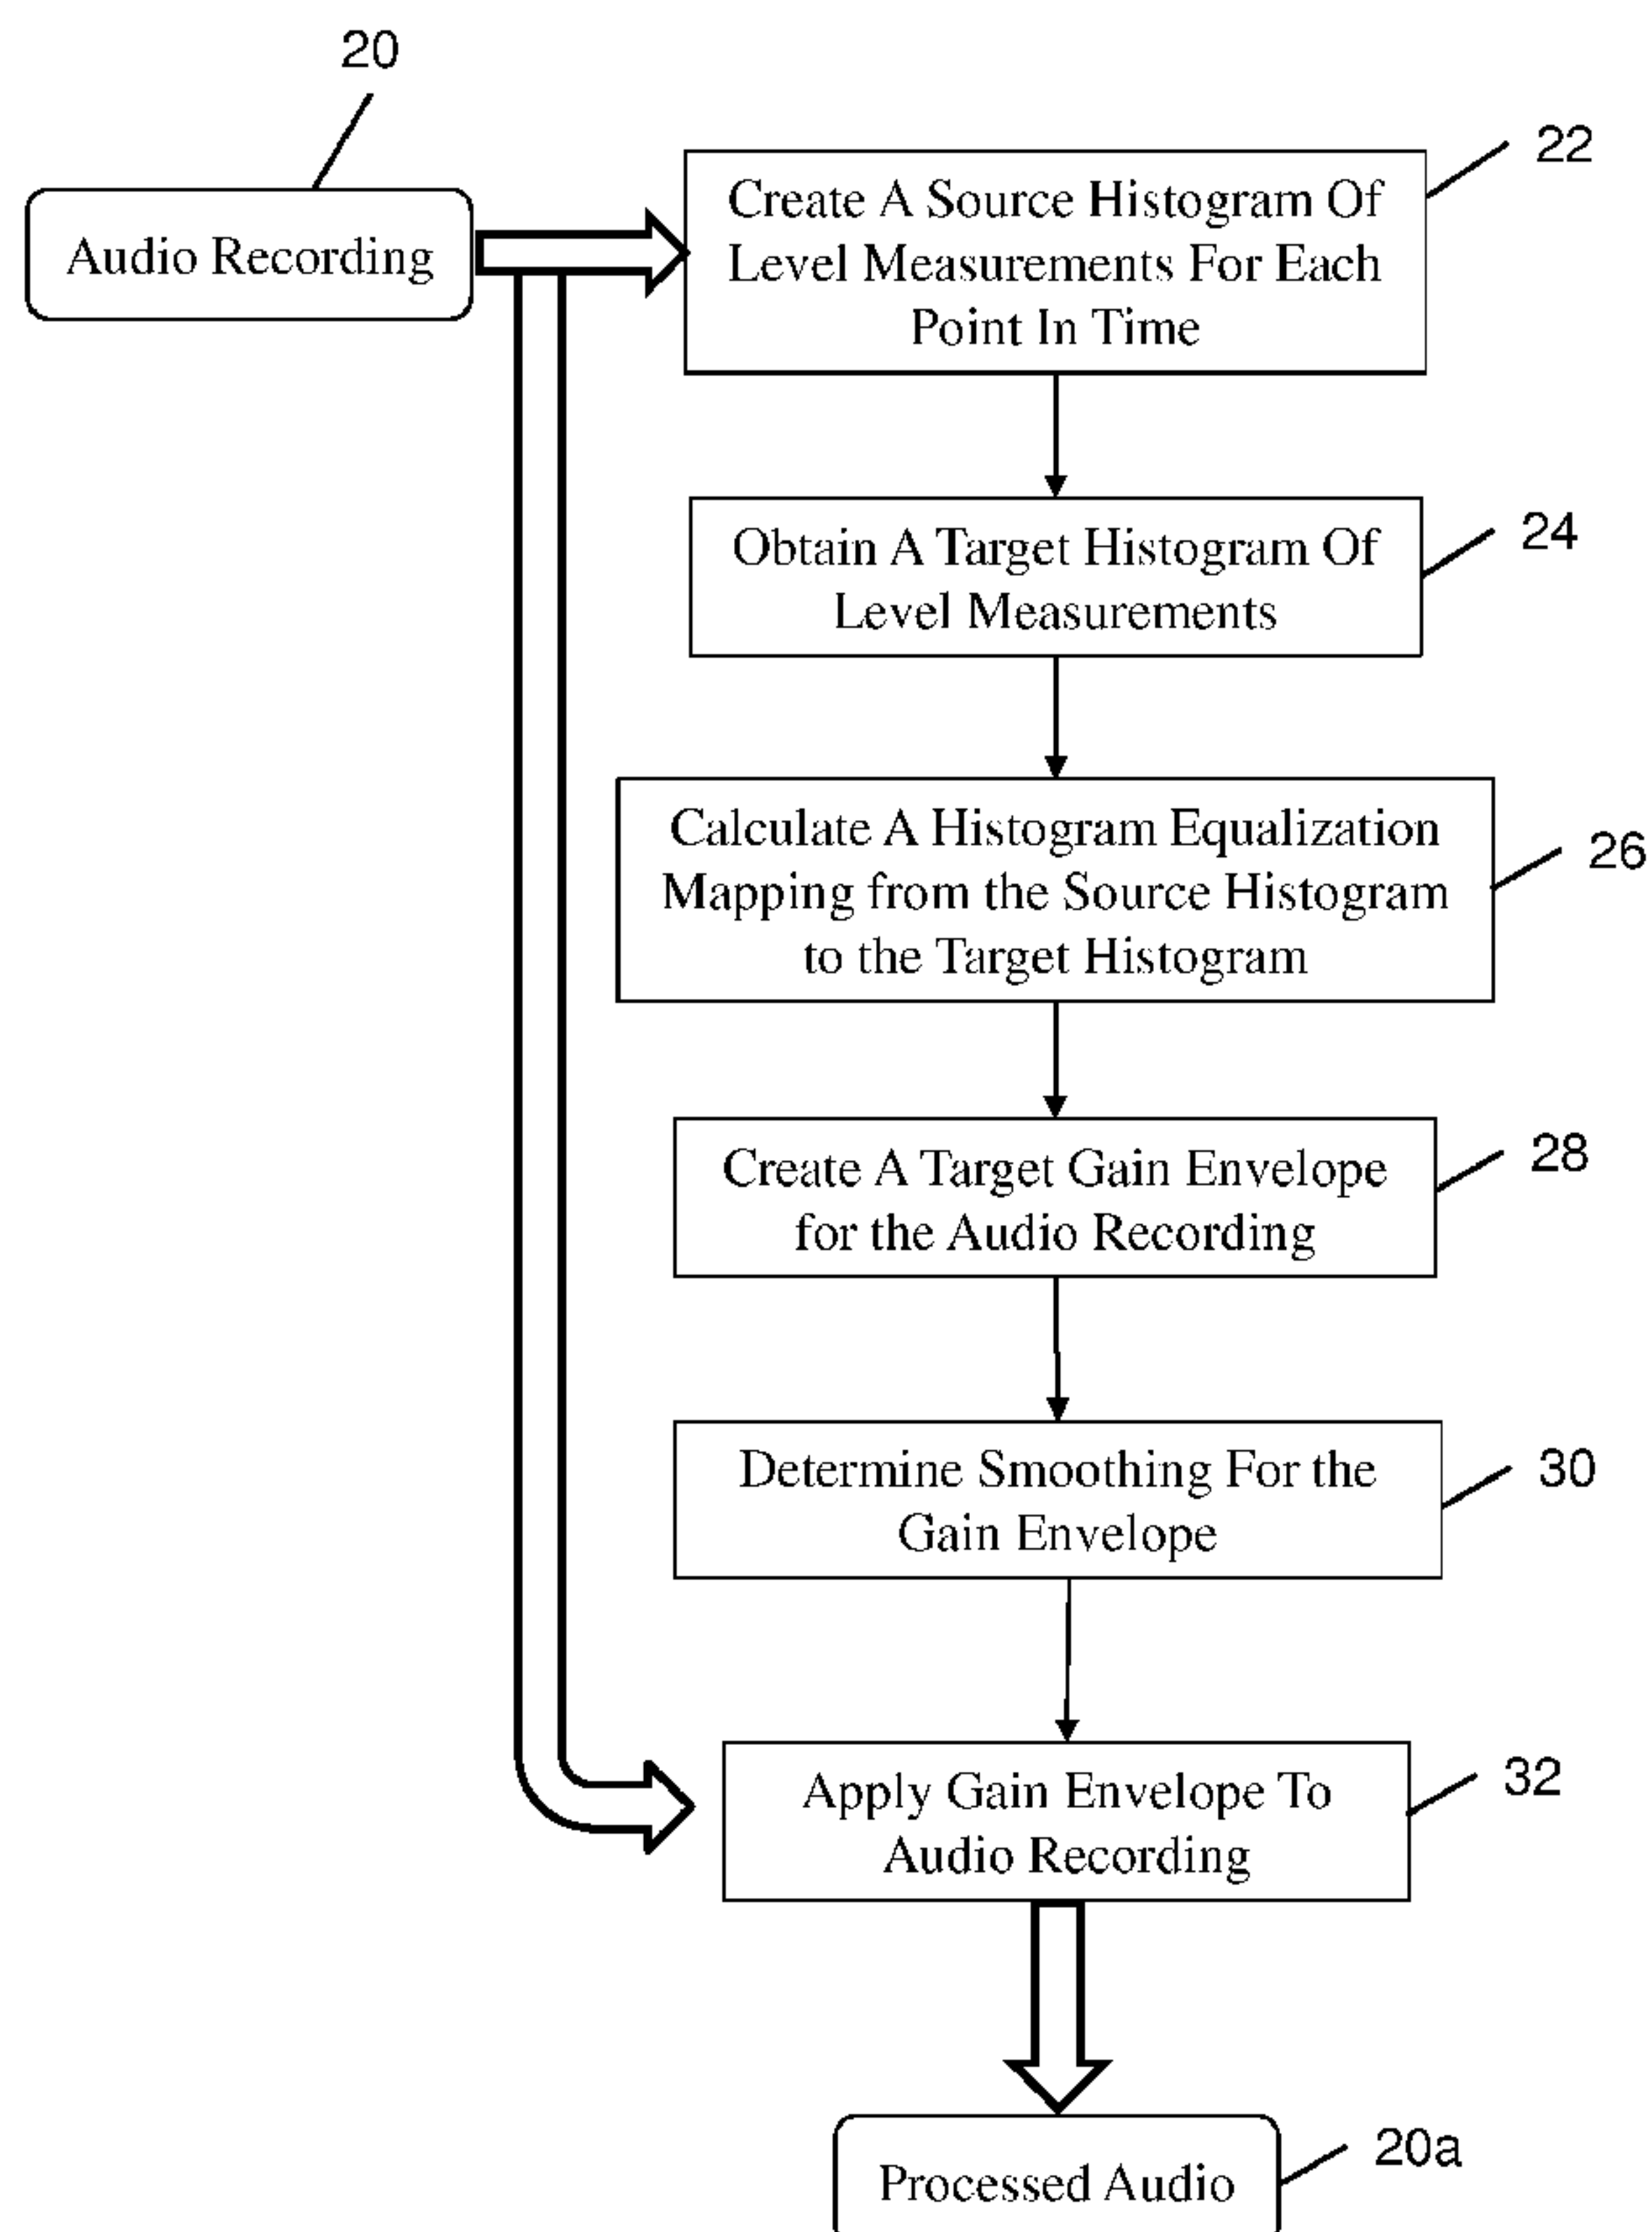 20
Audio Recording
22
Create A Source Histogram Of
Level Measurements For Each
Point In Time
24
Obtain A Target Histogram Of
Level Measurements
26
Calculate A Histogram Equalization
Mapping from the Source Histogram
to the Target Histogram
28
Create A Target Gain Envelope
for the Audio Recording
30
Determine Smoothing For the
Gain Envelope
32
Apply Gain Envelope To
Audio Recording
20a
Processed Audio